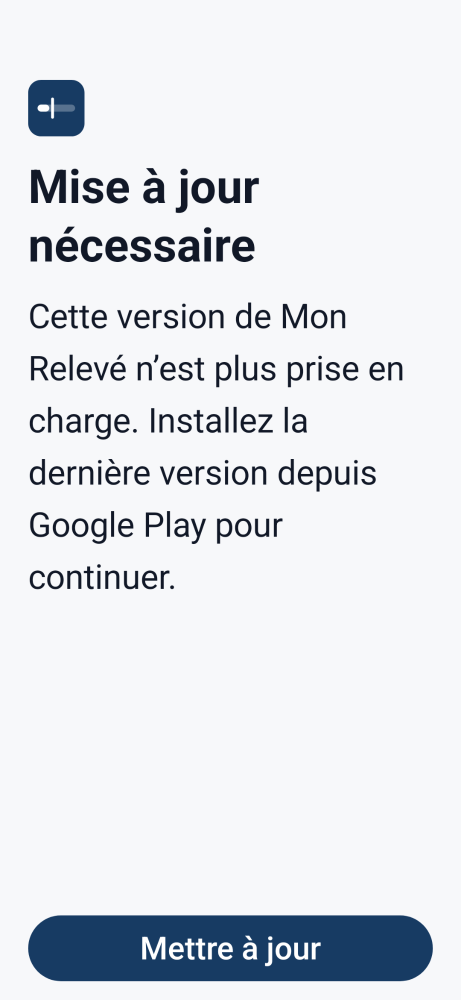 Mise à jour
nécessaire
Cette version de Mon
Relevé n’est plus prise en
charge. Installez la
dernière version depuis
Google Play pour
continuer.
Mettre à jour